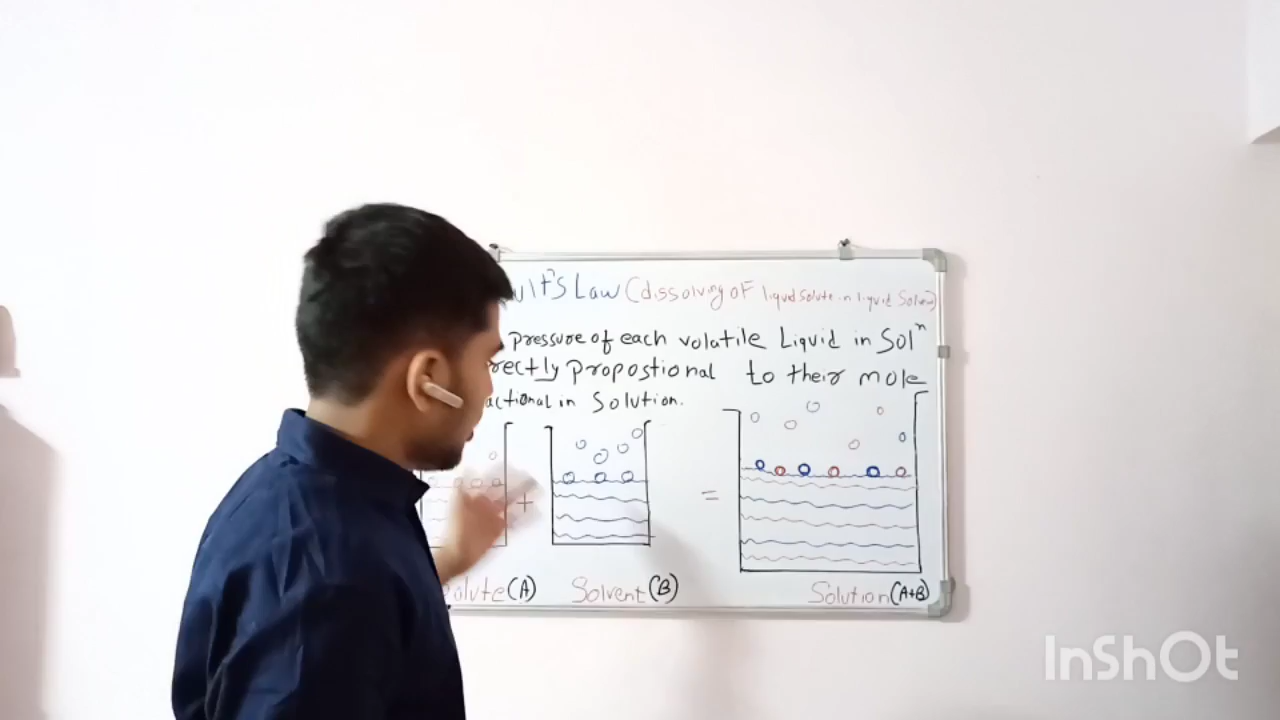 ult's Law (dissolving of liquid solute in liquid Solvent)
pressure of each volatile Liquid in Solⁿ
rectly propostional to their mole
actional in Solution.
+ =
olute (A) Solvent (B) Solution (A+B)
InShOt